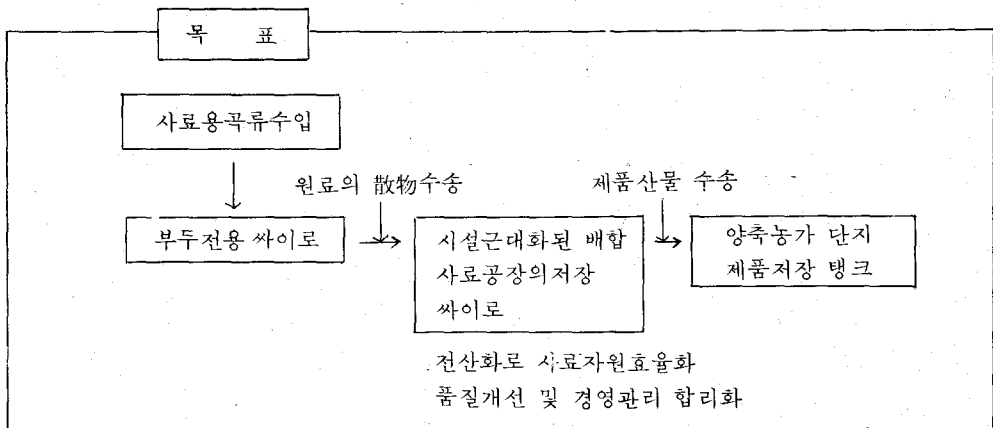 목 표
사료용곡류수입
원료의 散物수송
제품산물 수송
부두전용 싸이로
시설근대화된 배합
사료공장의저장
싸이로
양축농가 단지
제품저장 탱크
전산화로 사료자원효율화
품질개선 및 경영관리 합리화